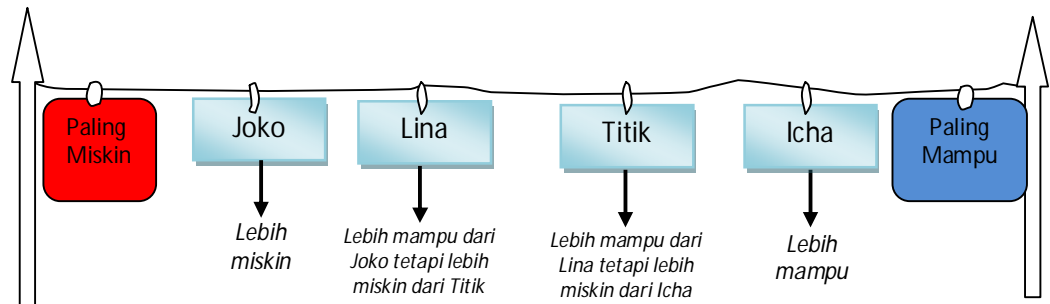 Paling
Miskin
Joko
Lina
Titik
Icha
Paling
Mampu
Lebih
miskin
Lebih mampu dari
Joko tetapi lebih
miskin dari Titik
Lebih mampu dari
Lina tetapi lebih
miskin dari Icha
Lebih
mampu